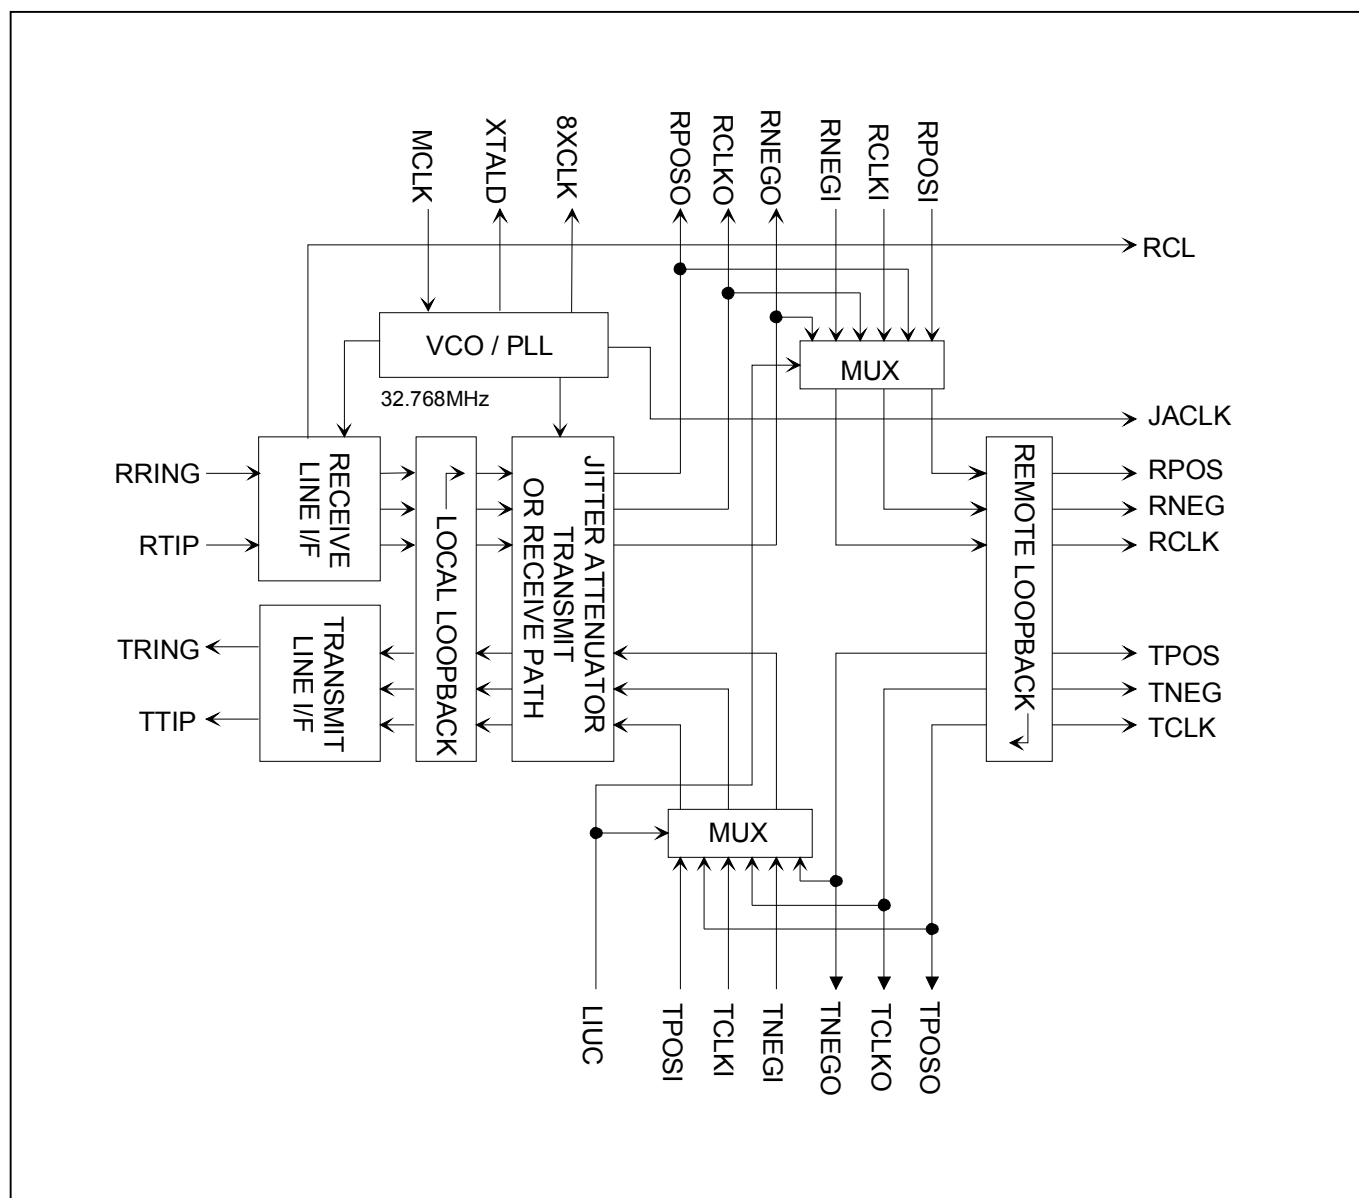 MCLK
XTALD
8XCLK
RPOSO
RCLKO
RNEGO
RNEGI
RCLKI
RPOSI
RCL
VCO / PLL
MUX
32.768MHz
JACLK
RRING
RTIP
RECEIVE
LINE I/F
LOCAL LOOPBACK
JITTER ATTENUATOR
TRANSMIT
OR RECEIVE PATH
REMOTE LOOPBACK
RPOS
RNEG
RCLK
TRING
TTIP
TRANSMIT
LINE I/F
TPOS
TNEG
TCLK
MUX
LIUC
TPOSI
TCLKI
TNEGI
TNEGO
TCLKO
TPOSO